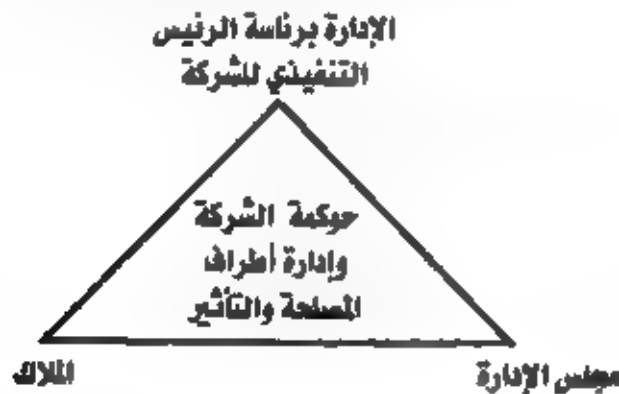 الإدارة برئاسة الرئيس
التنفيذي للشركة
حوكمة الشركة
وإدارة أطراف
المصلحة والتأثير
الملاك
مجلس الإدارة